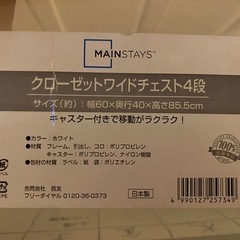 MAINSTAYS™
クローゼットワイドチェスト4段
サイズ(約):幅60×奥行40×高さ85.5cm
キャスター付きで移動がラクラク!
●カラー:ホワイト
●材質 フレーム、引出し、コロ:ポリプロピレン
キャスター:ポリプロピレン、ナイロン樹脂
●包材の材質 ラベル:紙 袋:ポリエチレン
合同会社 西友
フリーダイヤル 0120-36-0373
日本製
100%
4 990127 257349